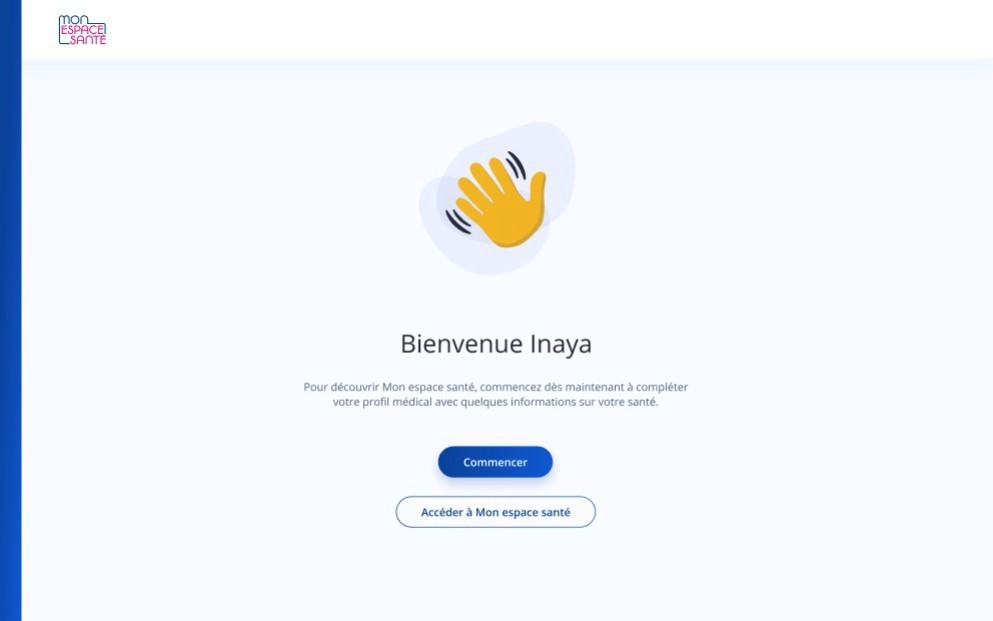 MON
ESPACE
SANTÉ
Bienvenue Inaya
Pour découvrir Mon espace santé, commencez dès maintenant à compléter
votre profil médical avec quelques informations sur votre santé.
Commencer
Accéder à Mon espace santé